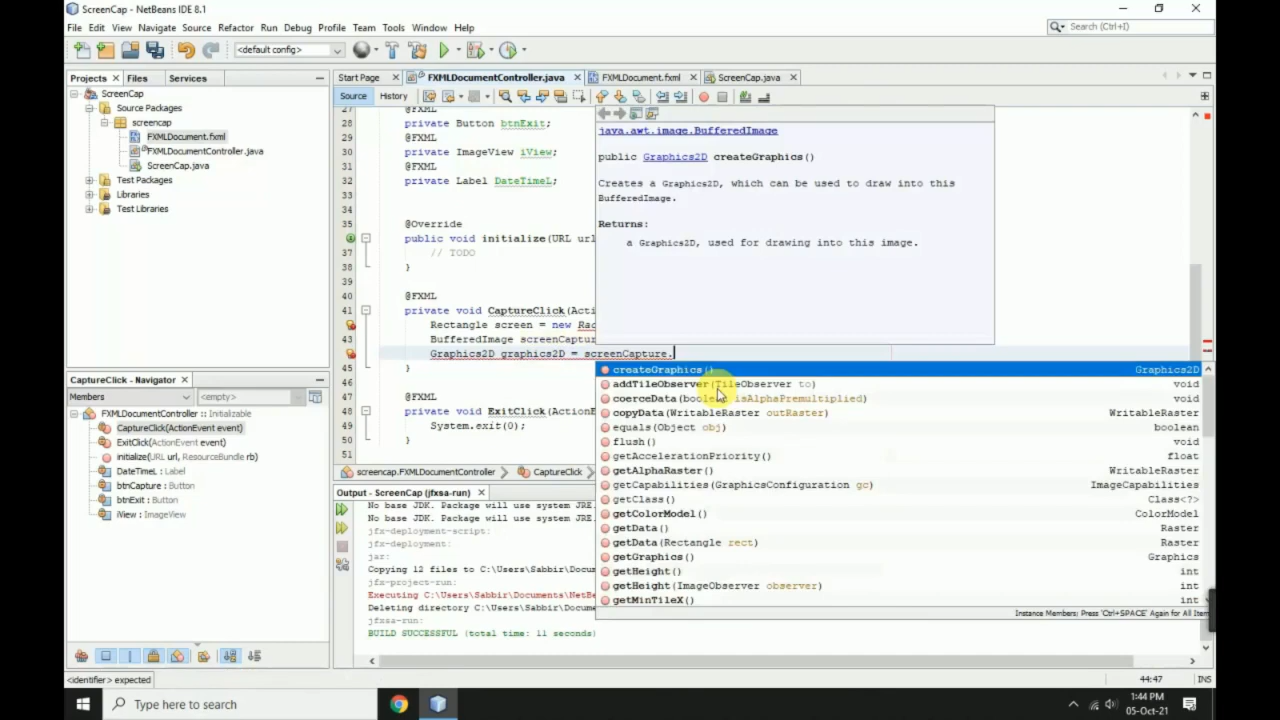 ScreenCap - NetBeans IDE 8.1
File Edit View Navigate Source Refactor Run Debug Profile Team Tools Window Help
Search (Ctrl+I)
<default config>
Projects Files Services
ScreenCap
Source Packages
screencap
FXMLDocument.fxml
FXMLDocumentController.java
ScreenCap.java
Test Packages
Libraries
Test Libraries
Start Page FXMLDocumentController.java FXMLDocument.fxml ScreenCap.java
Source History
27 @FXML
28 private Button btnExit;
29 @FXML
30 private ImageView iView;
31 @FXML
32 private Label DateTimeL;
33
34
35 @Override
public void initialize(URL url
37 // TODO
38 }
39
40 @FXML
41 private void CaptureClick(Acti
Rectangle screen = new Rec
43 BufferedImage screenCaptur
Graphics2D graphics2D = screenCapture.
45 }
46
47 @FXML
48 private void ExitClick(ActionE
49 System.exit(0);
50 }
51
java.awt.image.BufferedImage
public Graphics2D createGraphics()
Creates a Graphics2D, which can be used to draw into this
BufferedImage.
Returns:
a Graphics2D, used for drawing into this image.
createGraphics() Graphics2D
addTileObserver(TileObserver to) void
coerceData(boolean isAlphaPremultiplied) void
copyData(WritableRaster outRaster) WritableRaster
equals(Object obj) boolean
flush() void
getAccelerationPriority() float
getAlphaRaster() WritableRaster
getCapabilities(GraphicsConfiguration gc) ImageCapabilities
getClass() Class<?>
getColorModel() ColorModel
getData() Raster
getData(Rectangle rect) Raster
getGraphics() Graphics
getHeight() int
getHeight(ImageObserver observer) int
getMinTileX() int
Instance Members; Press 'Ctrl+SPACE' Again for All Item
CaptureClick - Navigator
Members <empty>
FXMLDocumentController :: Initializable
CaptureClick(ActionEvent event)
ExitClick(ActionEvent event)
initialize(URL url, ResourceBundle rb)
DateTimeL : Label
btnCapture : Button
btnExit : Button
iView : ImageView
screencap.FXMLDocumentController CaptureClick
Output - ScreenCap (jfxsa-run)
No base JDK. Package will use system JRE.
No base JDK. Package will use system JRE.
jfx-deployment-script:
jfx-deployment:
jar:
Copying 12 files to C:\Users\Sabbir\Docu
jfx-project-run:
Executing C:\Users\Sabbir\Documents\NetBe
Deleting directory C:\Users\Sabbir\Docume
jfxsa-run:
BUILD SUCCESSFUL (total time: 11 seconds)
<identifier> expected
44:47 INS
Type here to search
1:44 PM
05-Oct-21